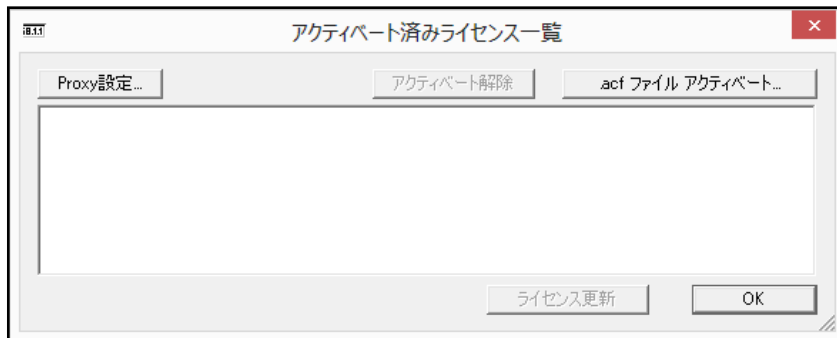 アクティベート済みライセンス一覧
Proxy設定... アクティベート解除 .acf ファイル アクティベート...
ライセンス更新 OK